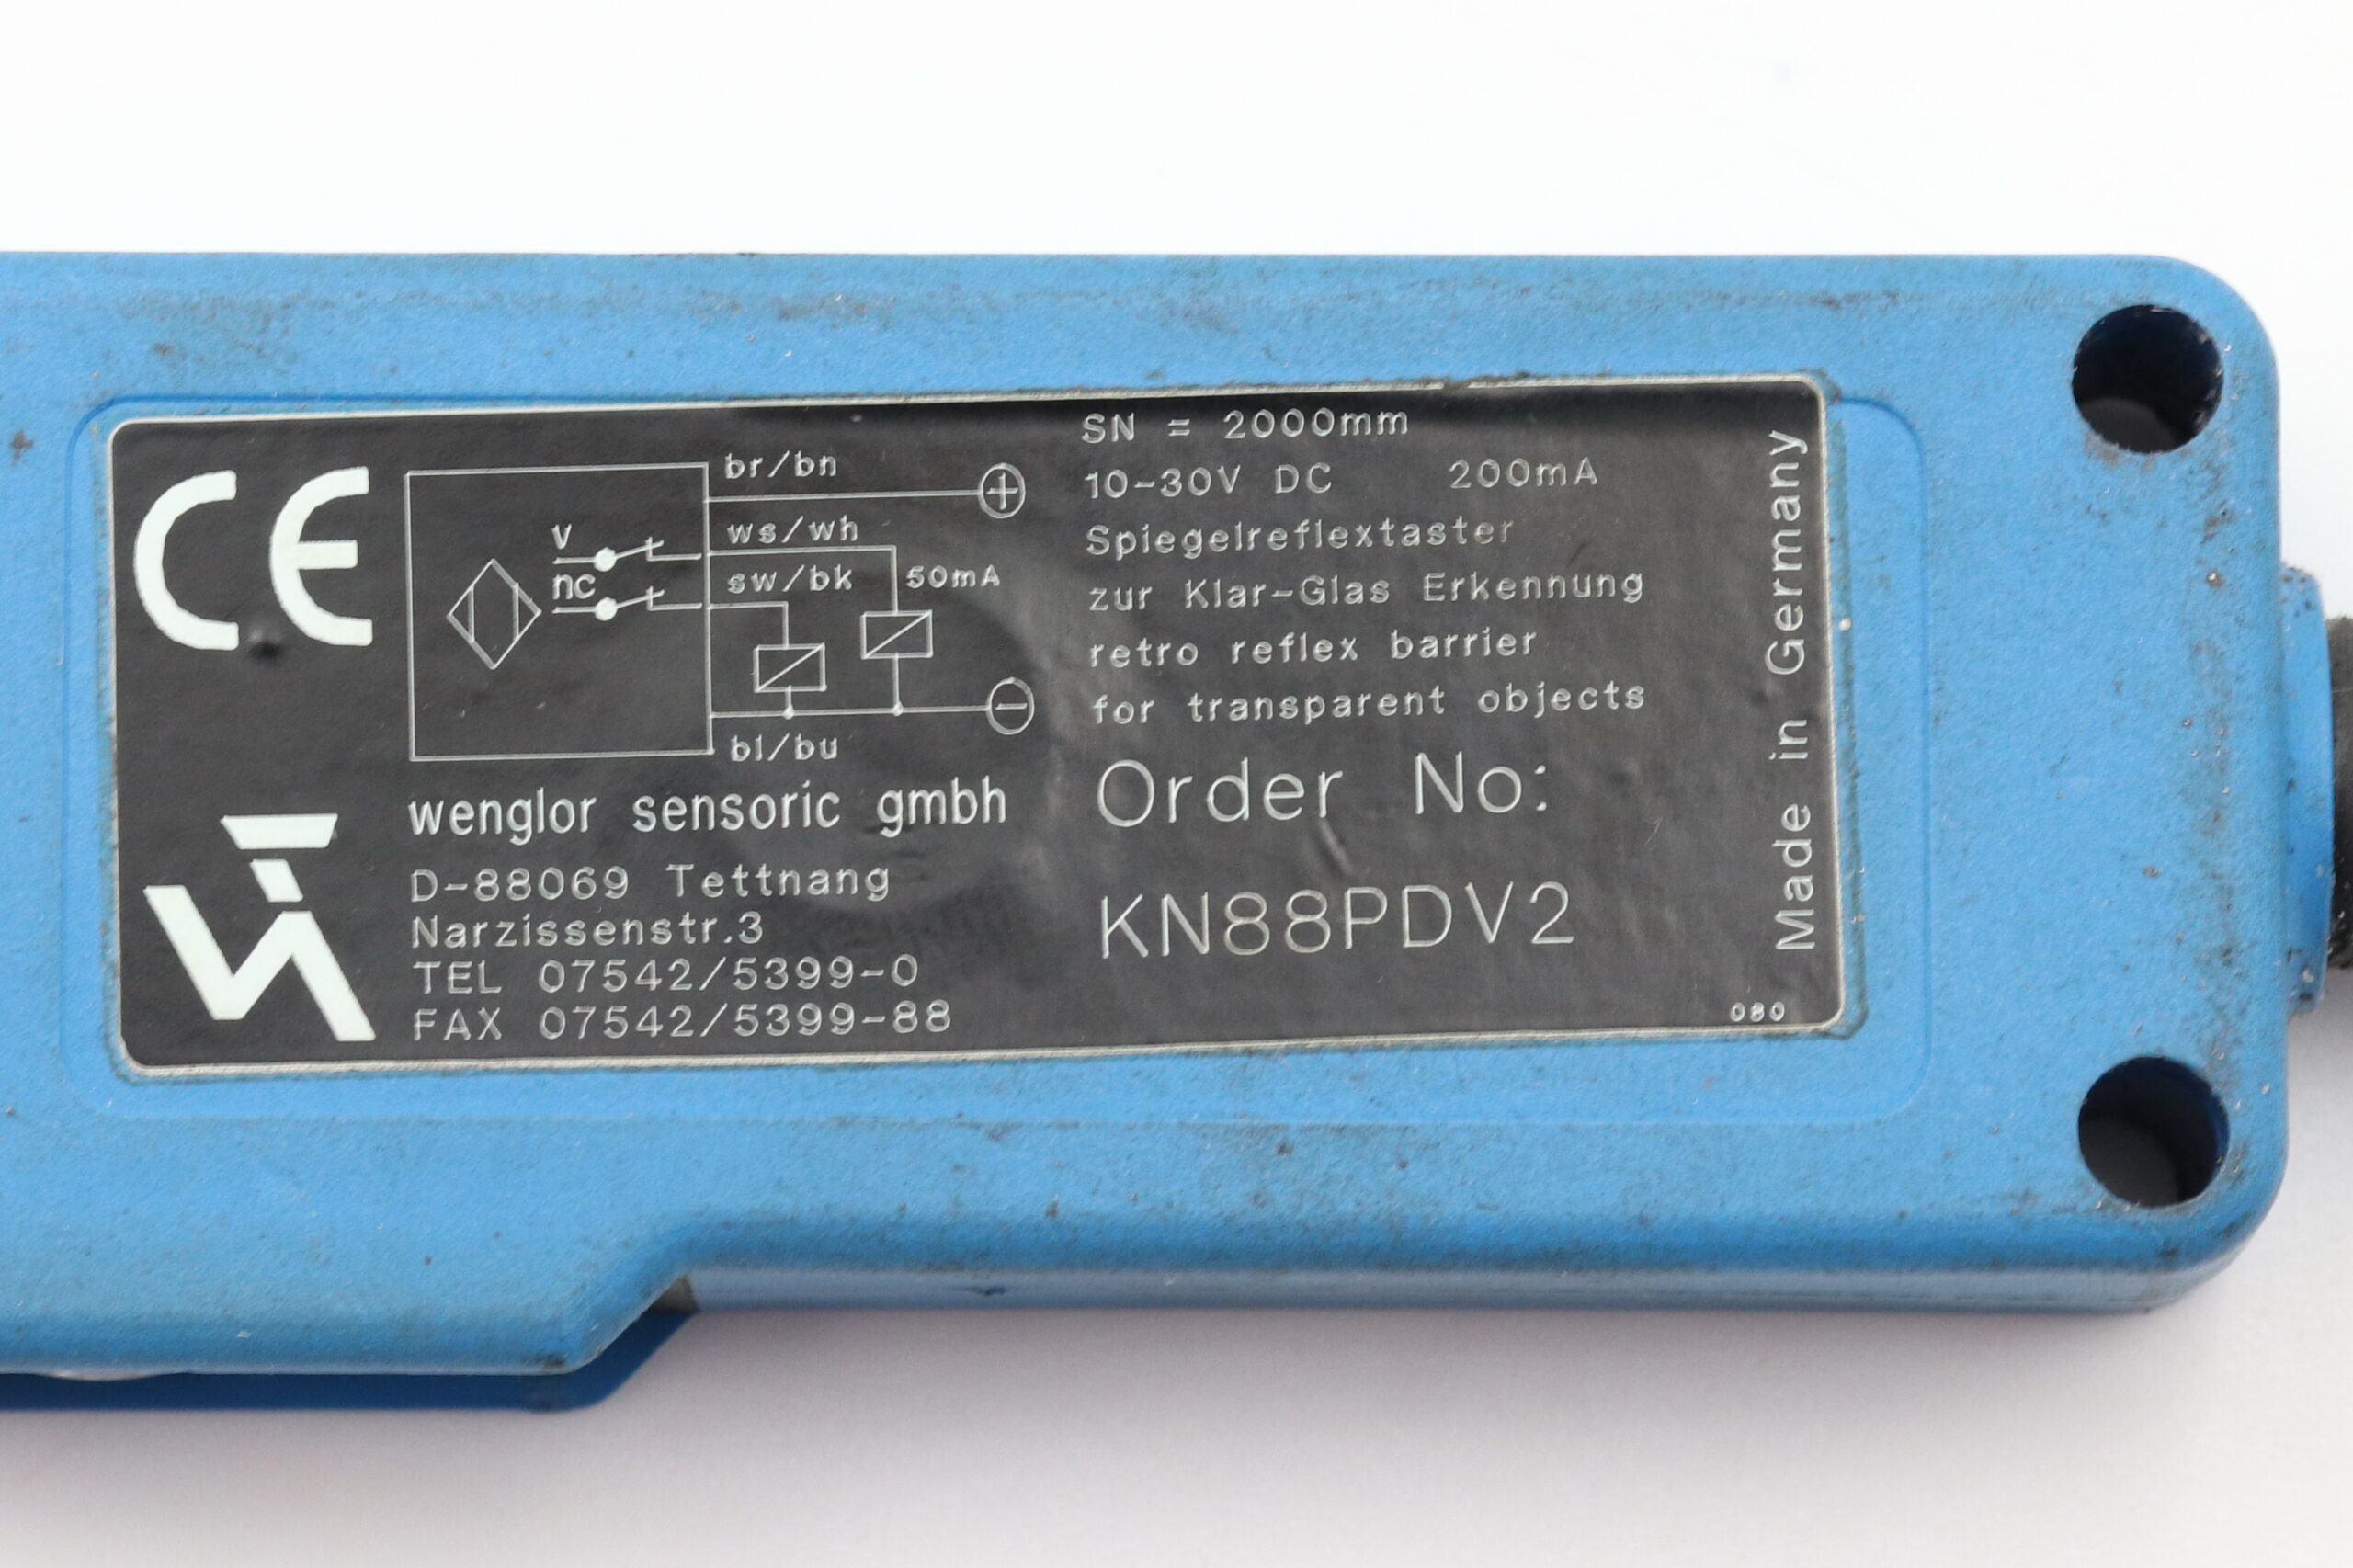 CE
br/bn
+
v
ws/wh
nc
sw/bk
50mA
-
bl/bu
wenglor sensoric gmbh
D-88069 Tettnang
Narzissenstr.3
TEL 07542/5399-0
FAX 07542/5399-88
SN = 2000mm
10-30V DC 200mA
Spiegelreflextaster
zur Klar-Glas Erkennung
retro reflex barrier
for transparent objects
Order No:
KN88PDV2
Made in Germany
080